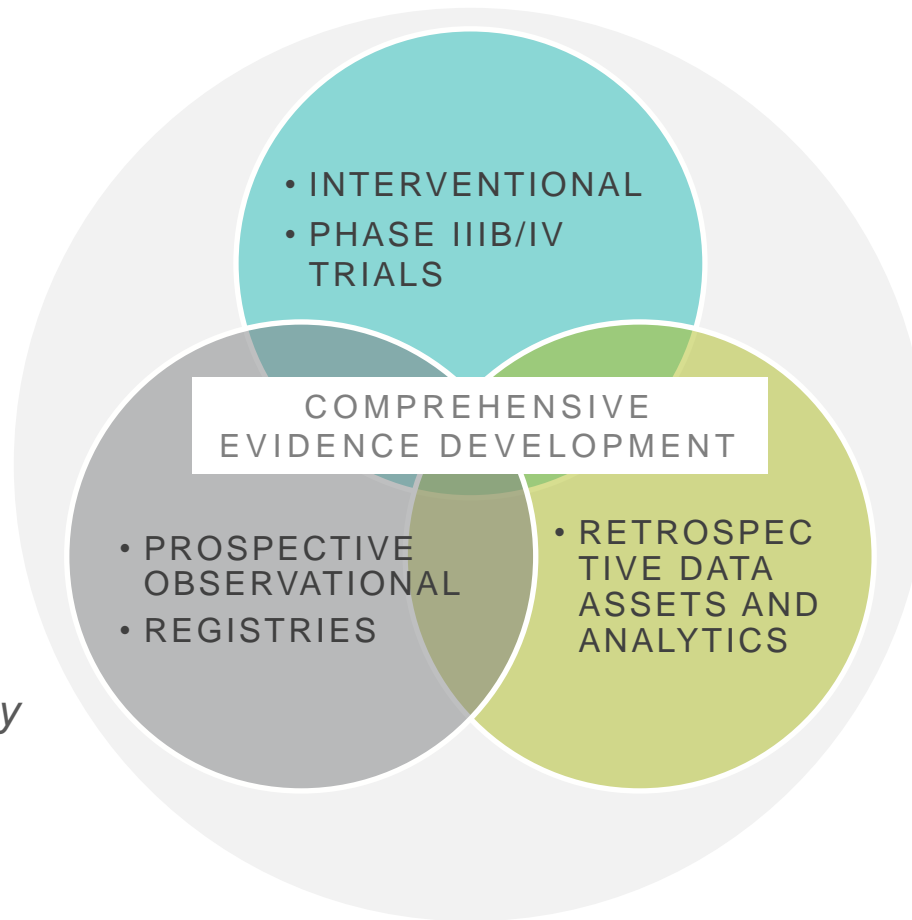 • INTERVENTIONAL
• PHASE IIIB/IV
TRIALS
COMPREHENSIVE
EVIDENCE DEVELOPMENT
• PROSPECTIVE
OBSERVATIONAL
• REGISTRIES
• RETROSPEC
TIVE DATA
ASSETS AND
ANALYTICS
y